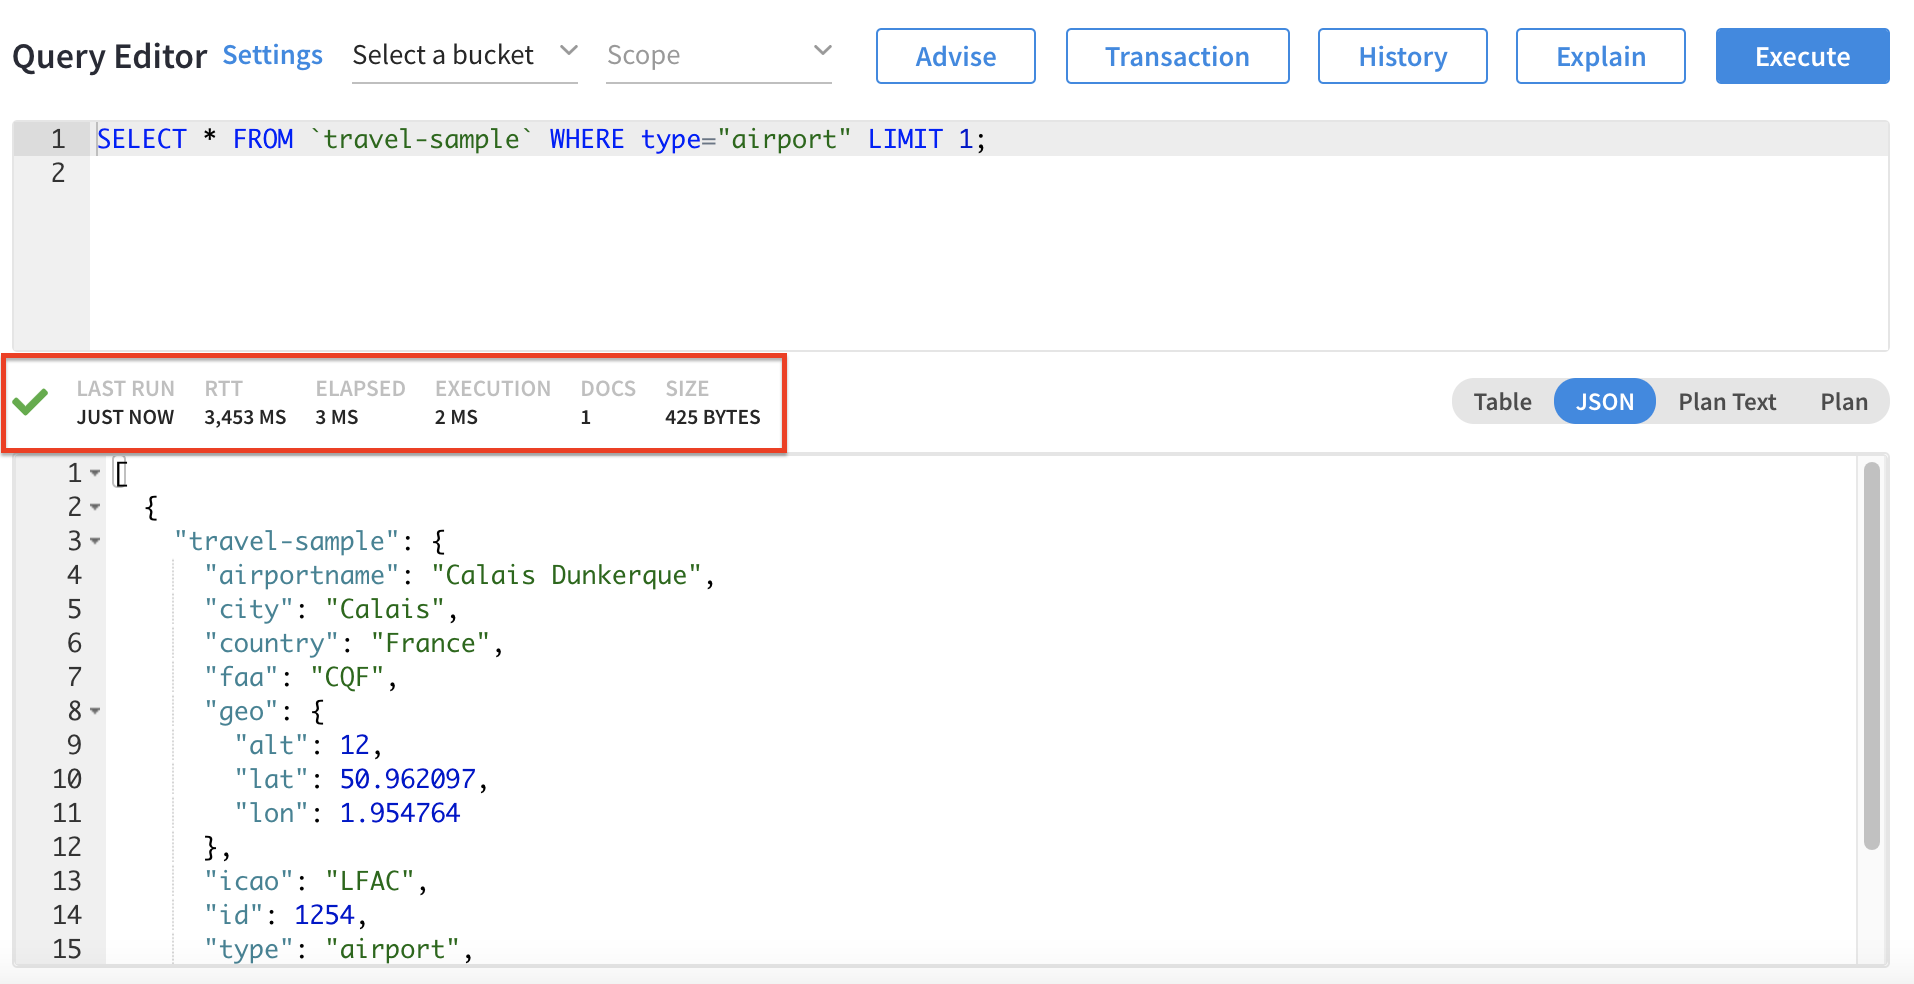 Query Editor Settings Select a bucket Scope Advise Transaction History Explain Execute
1 SELECT * FROM `travel-sample` WHERE type="airport" LIMIT 1;
2
LAST RUN RTT ELAPSED EXECUTION DOCS SIZE
JUST NOW 3,453 MS 3 MS 2 MS 1 425 BYTES
Table JSON Plan Text Plan
1 [
2 {
3 "travel-sample": {
4 "airportname": "Calais Dunkerque",
5 "city": "Calais",
6 "country": "France",
7 "faa": "CQF",
8 "geo": {
9 "alt": 12,
10 "lat": 50.962097,
11 "lon": 1.954764
12 },
13 "icao": "LFAC",
14 "id": 1254,
15 "type": "airport",